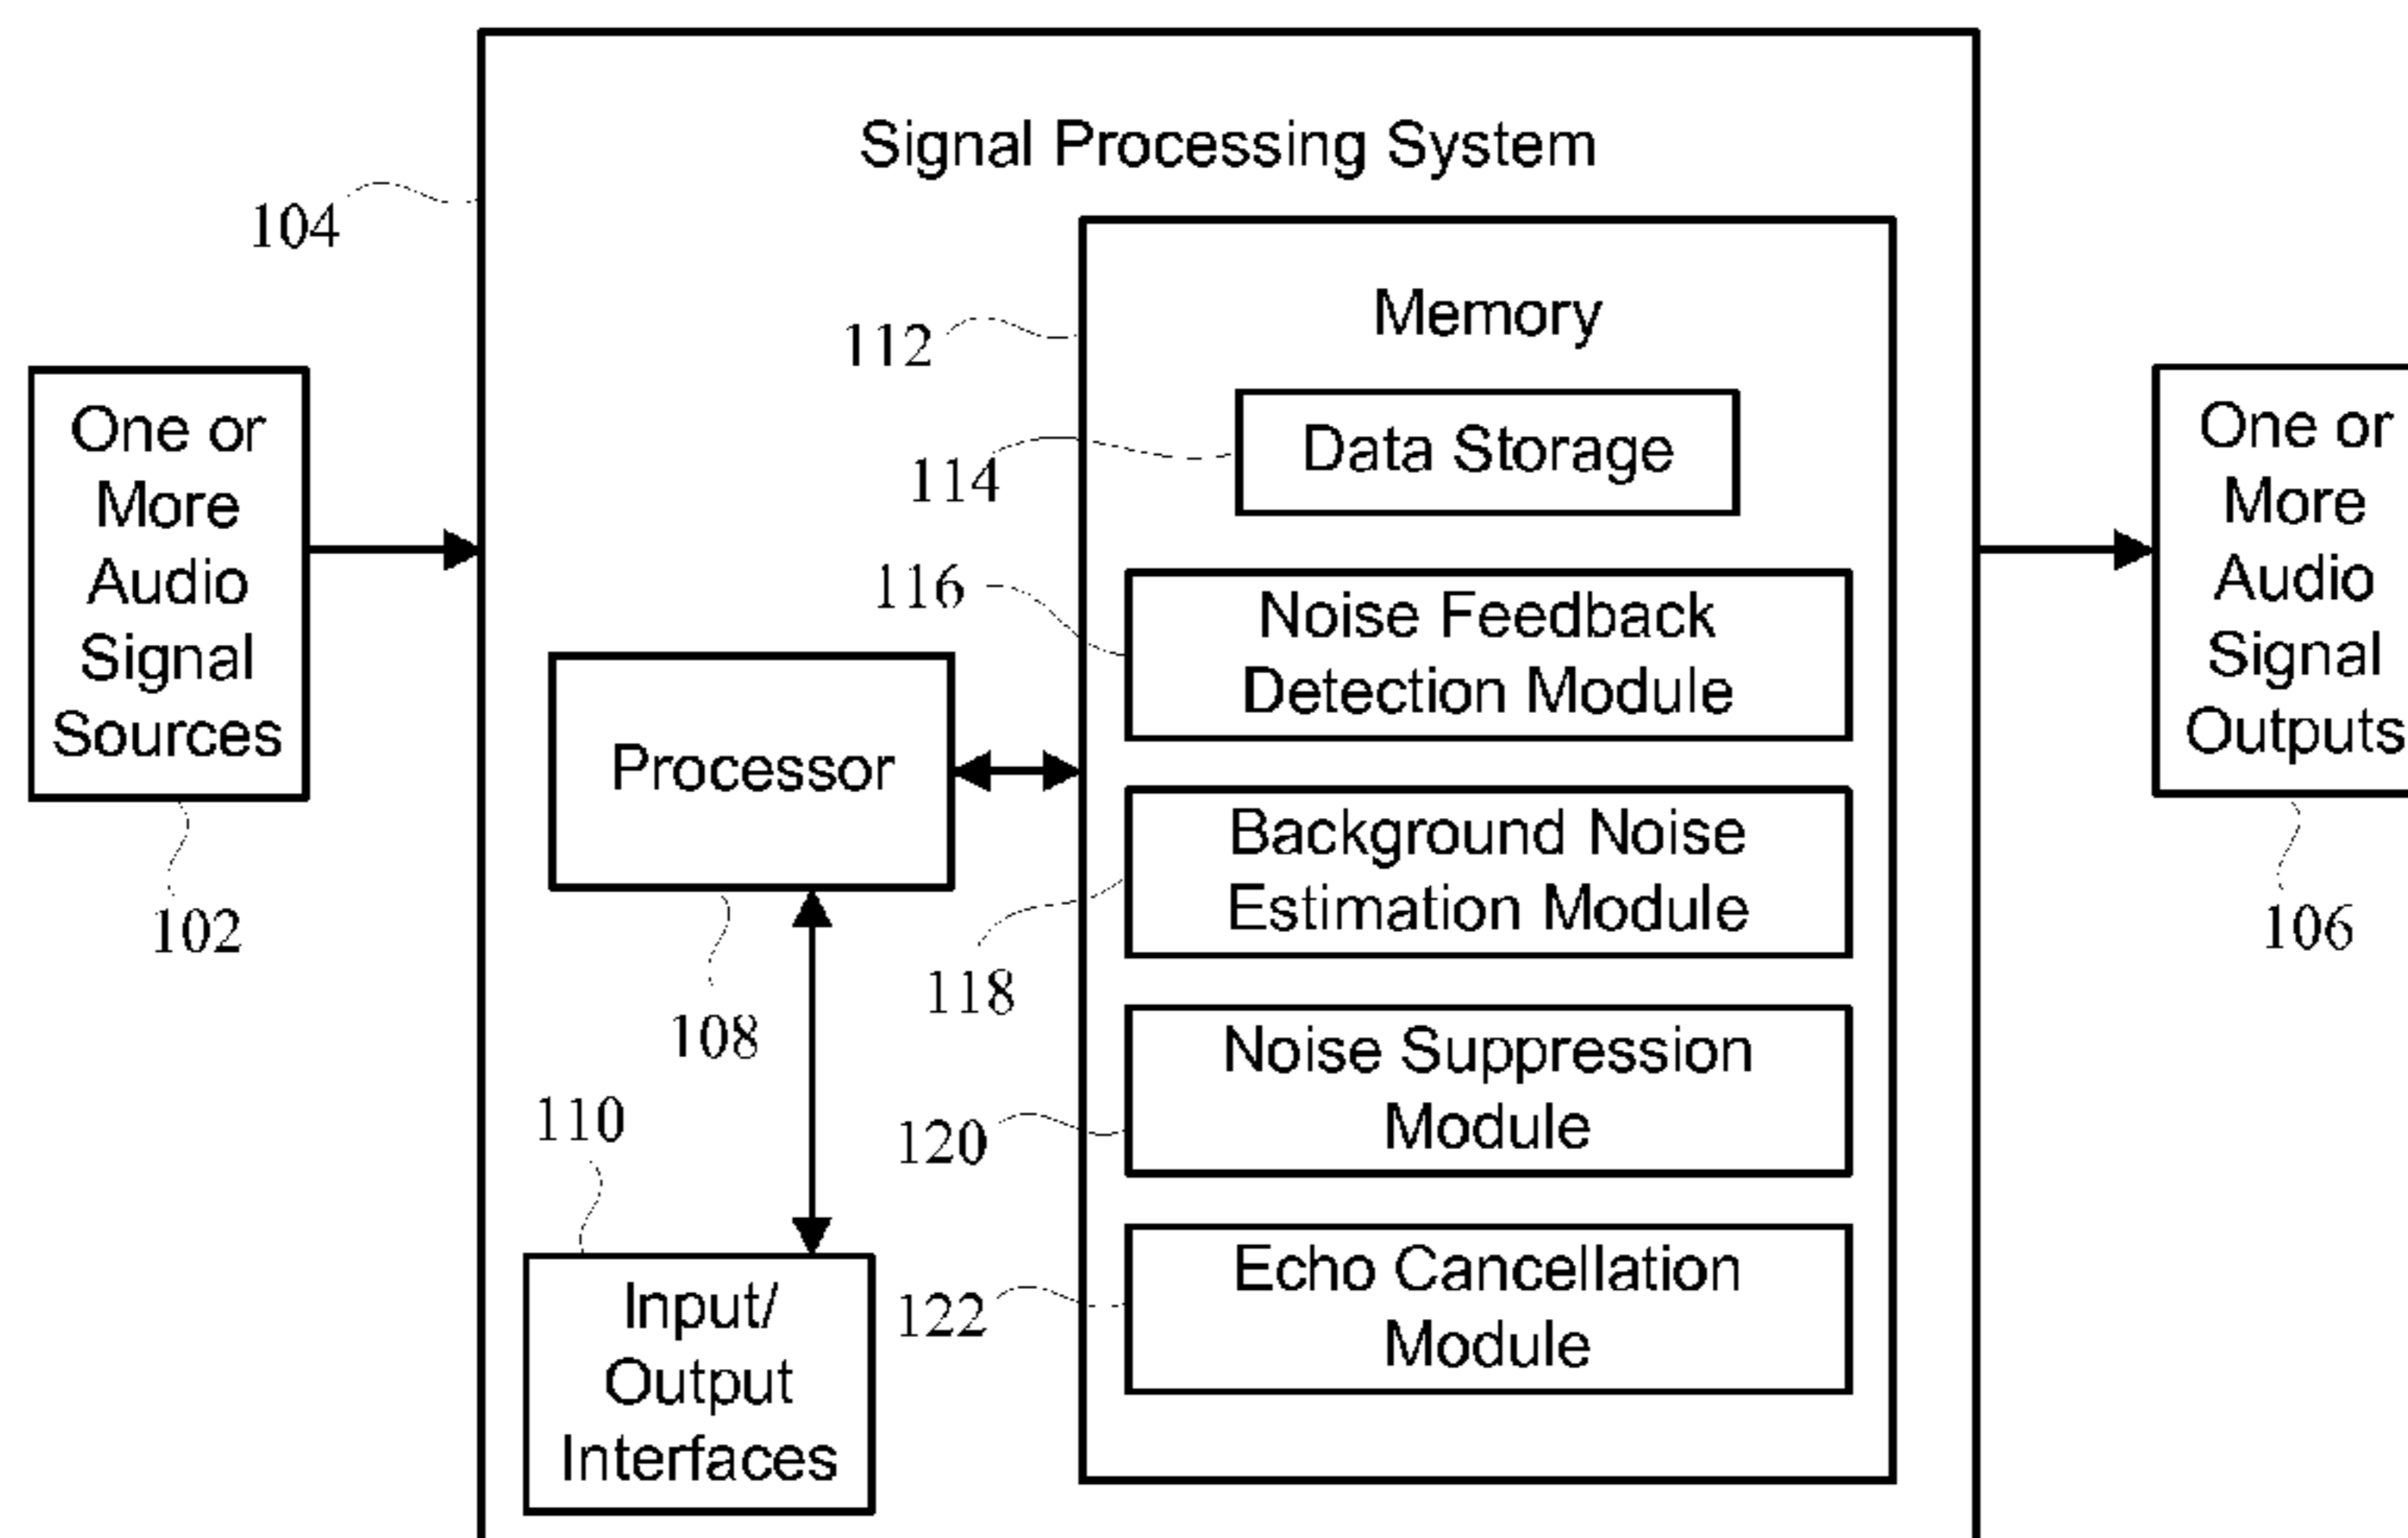 Signal Processing System
104
One or
More
Audio
Signal
Sources
102
Memory
112
Data Storage
114
116
Noise Feedback
Detection Module
Processor
108
Background Noise
Estimation Module
118
Noise Suppression
Module
120
110
Input/
Output
Interfaces
Echo Cancellation
Module
122
One or
More
Audio
Signal
Outputs
106